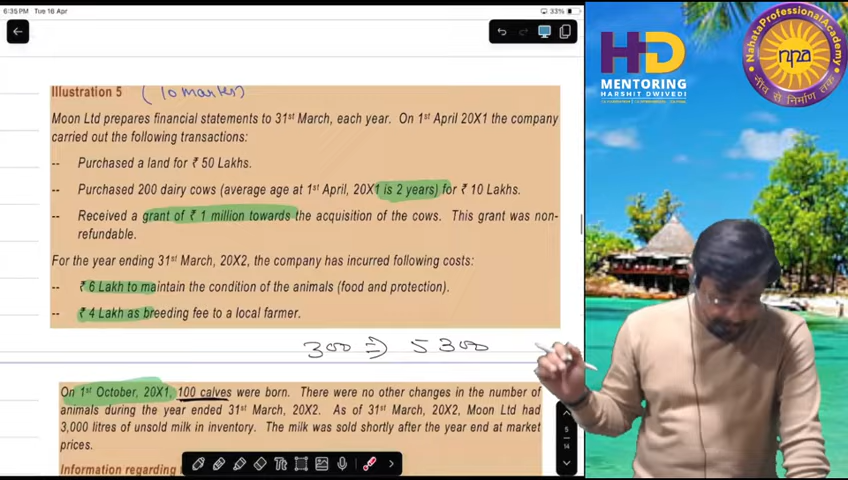 6:35 PM Tue 16 Apr
33%
Illustration 5 (10 marks)
Moon Ltd prepares financial statements to 31st March, each year. On 1st April 20X1 the company
carried out the following transactions:
-- Purchased a land for ₹ 50 Lakhs.
-- Purchased 200 dairy cows (average age at 1st April, 20X1 is 2 years) for ₹ 10 Lakhs.
-- Received a grant of ₹ 1 million towards the acquisition of the cows. This grant was non-
refundable.
For the year ending 31st March, 20X2, the company has incurred following costs:
-- ₹ 6 Lakh to maintain the condition of the animals (food and protection).
-- ₹ 4 Lakh as breeding fee to a local farmer.
300 => 5300
On 1st October, 20X1, 100 calves were born. There were no other changes in the number of
animals during the year ended 31st March, 20X2. As of 31st March, 20X2, Moon Ltd had
3,000 litres of unsold milk in inventory. The milk was sold shortly after the year end at market
prices.
Information regarding
5
14
HD
MENTORING
HARSHIT DWIVEDI
NahataProfessionalAcademy
npa
नींव से निर्माण तक